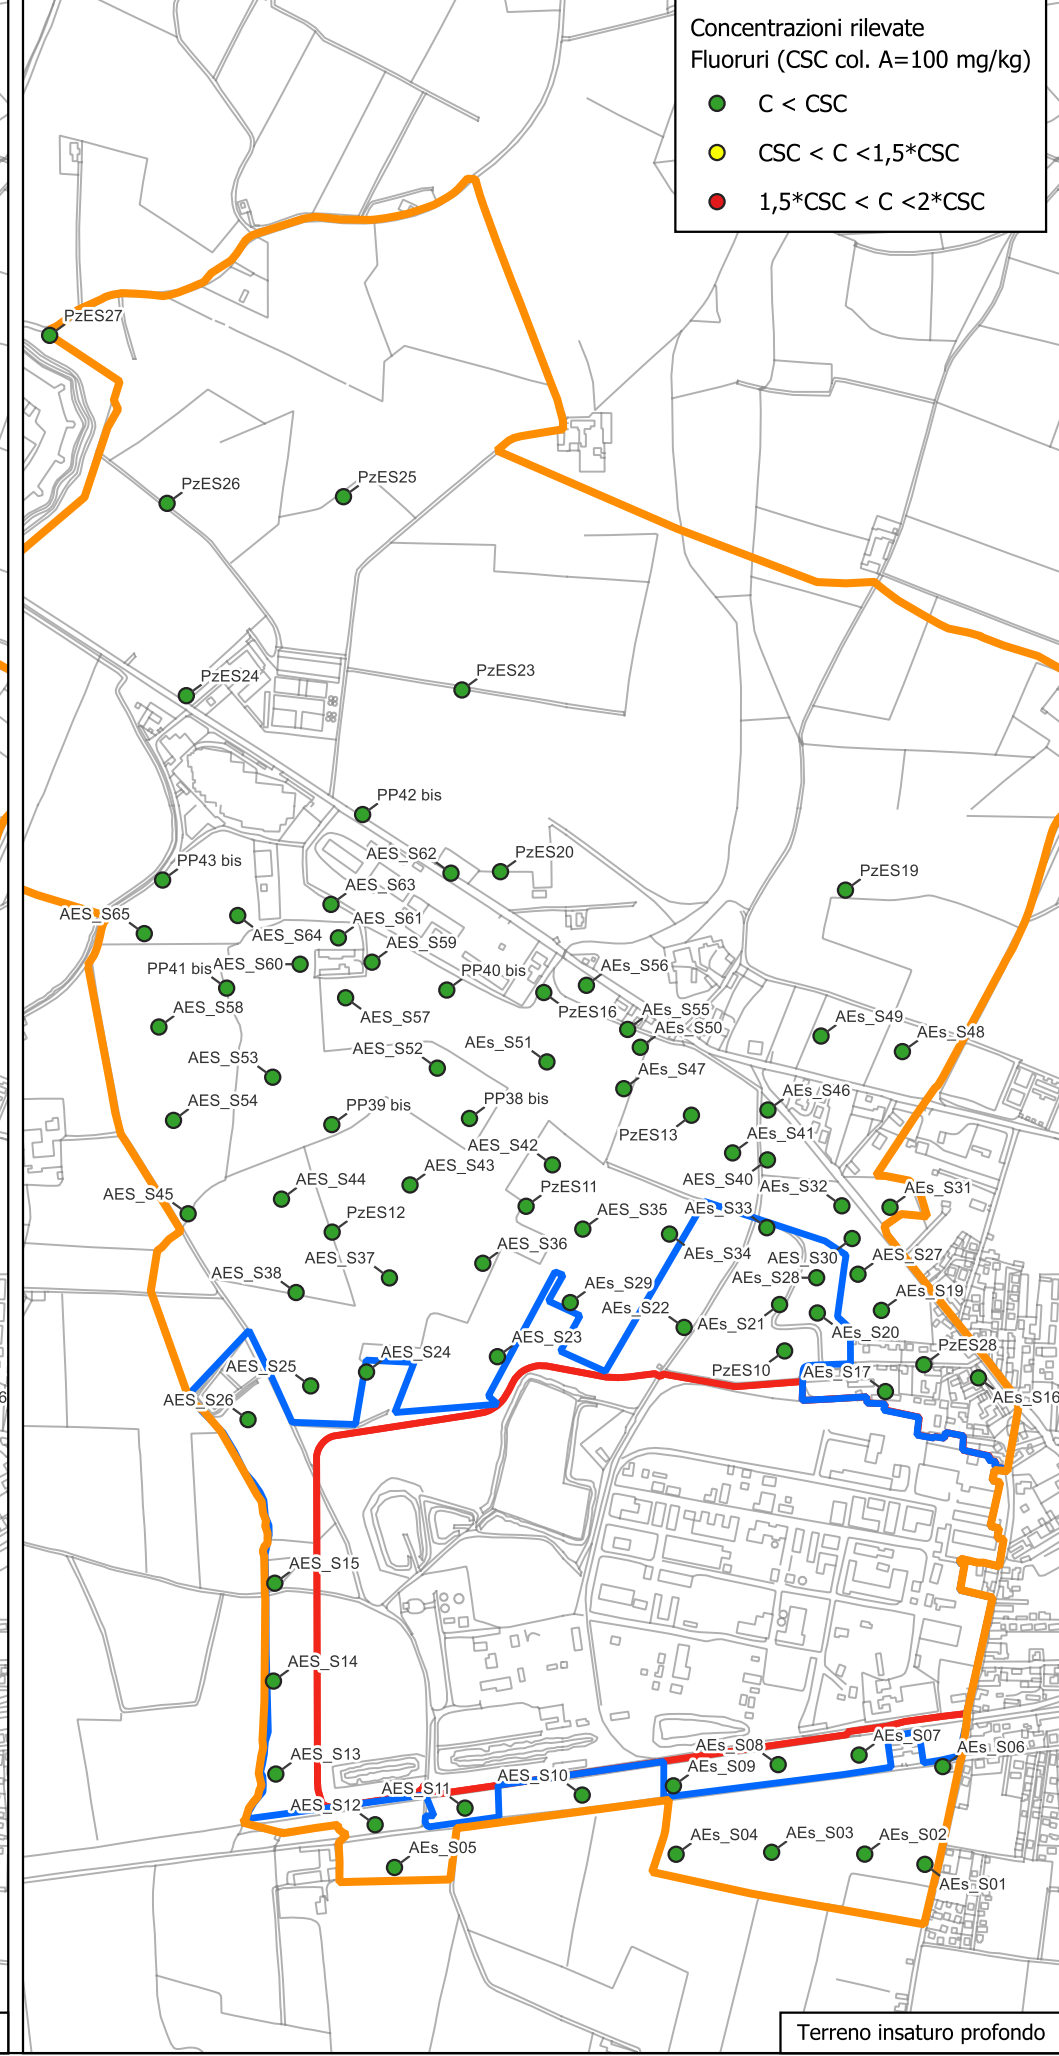 Concentrazioni rilevate
Fluoruri (CSC col. A=100 mg/kg)
C < CSC
CSC < C <1,5*CSC
1,5*CSC < C <2*CSC
PzES27
PzES26
PzES25
PzES24
PzES23
PP42 bis
AES_S62
PzES20
PP43 bis
AES_S63
PzES19
AES_S65
AES_S61
AES_S64
AES_S59
PP41 bis
AES_S60
PP40 bis
AEs_S56
AES_S58
AES_S57
PzES16
AEs_S55
AEs_S50
AEs_S49
AEs_S48
AES_S53
AES_S52
AEs_S51
AEs_S47
AES_S54
PP39 bis
PP38 bis
AEs_S46
PzES13
AEs_S41
AES_S42
AES_S43
AES_S40
AES_S45
AES_S44
PzES11
AEs_S32
AEs_S31
PzES12
AES_S35
AEs_S33
AES_S37
AES_S36
AEs_S34
AES_S30
AEs_S27
AES_S38
AEs_S28
AEs_S29
AEs_S22
AEs_S21
AEs_S19
AEs_S20
AES_S23
AES_S24
AES_S25
PzES10
PzES28
AEs_S17
AEs_S16
AES_S26
6
AES_S15
AES_S14
AES_S13
AEs_S08
AEs_S07
AEs_S06
AES_S12
AES_S11
AES_S10
AEs_S09
AEs_S05
AEs_S04
AEs_S03
AEs_S02
AEs_S01
Terreno insaturo profondo